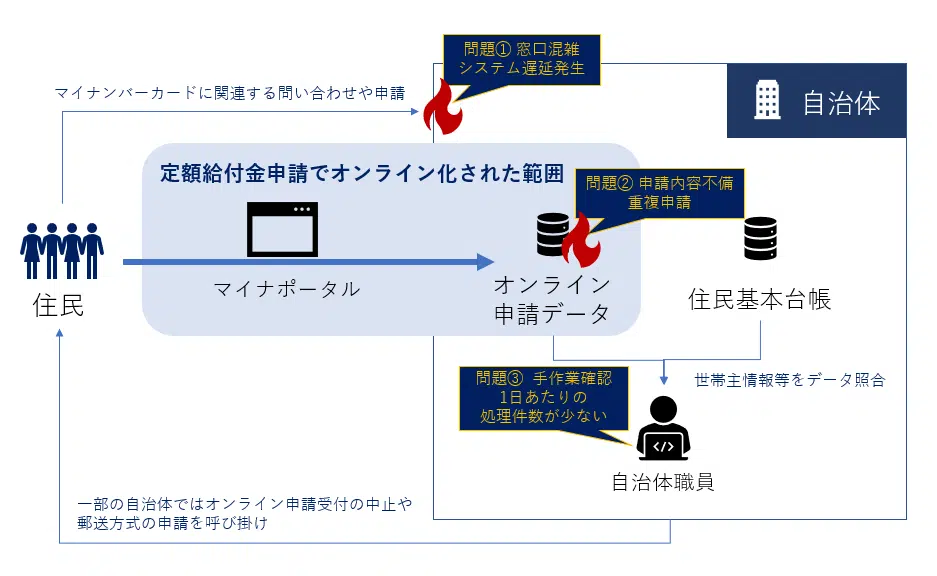 問題① 窓口混雑
システム遅延発生
マイナンバーカードに関連する問い合わせや申請
自治体
定額給付金申請でオンライン化された範囲
問題② 申請内容不備
重複申請
住民
マイナポータル
オンライン
申請データ
住民基本台帳
問題③ 手作業確認
1日あたりの
処理件数が少ない
世帯主情報等をデータ照合
</>
自治体職員
一部の自治体ではオンライン申請受付の中止や
郵送方式の申請を呼び掛け